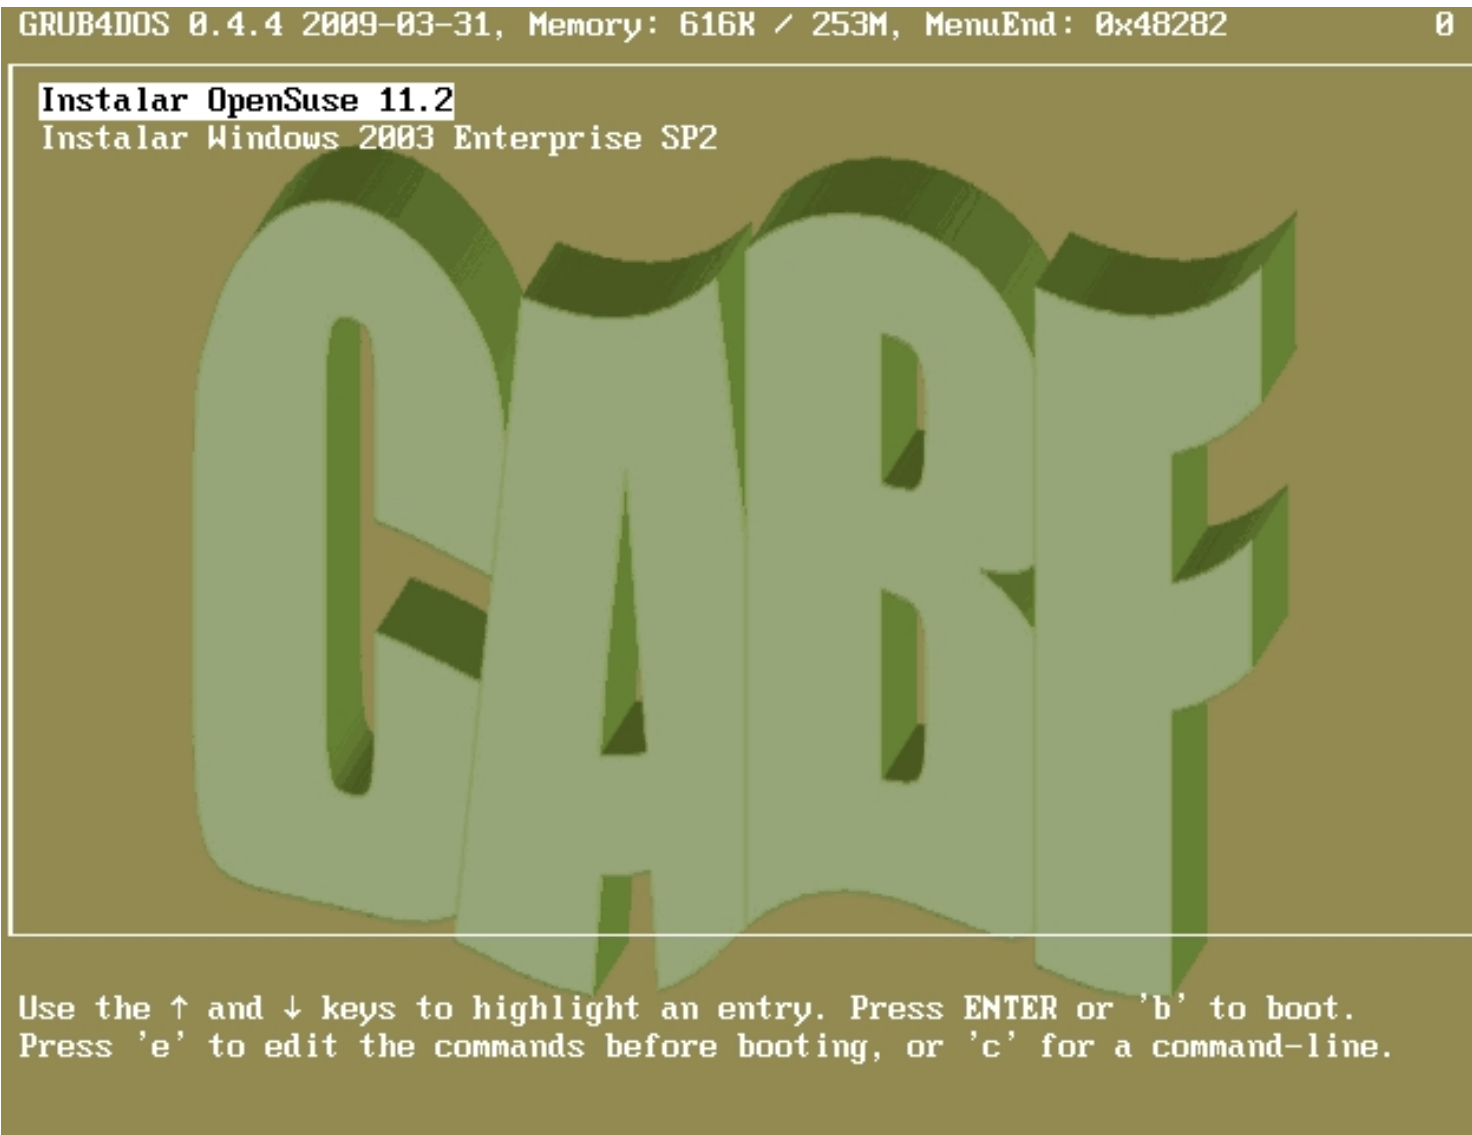 GRUB4DOS 0.4.4 2009-03-31, Memory: 616K / 253M, MenuEnd: 0x48282 0
Instalar OpenSuse 11.2
Instalar Windows 2003 Enterprise SP2
CABF
Use the ↑ and ↓ keys to highlight an entry. Press ENTER or 'b' to boot.
Press 'e' to edit the commands before booting, or 'c' for a command-line.